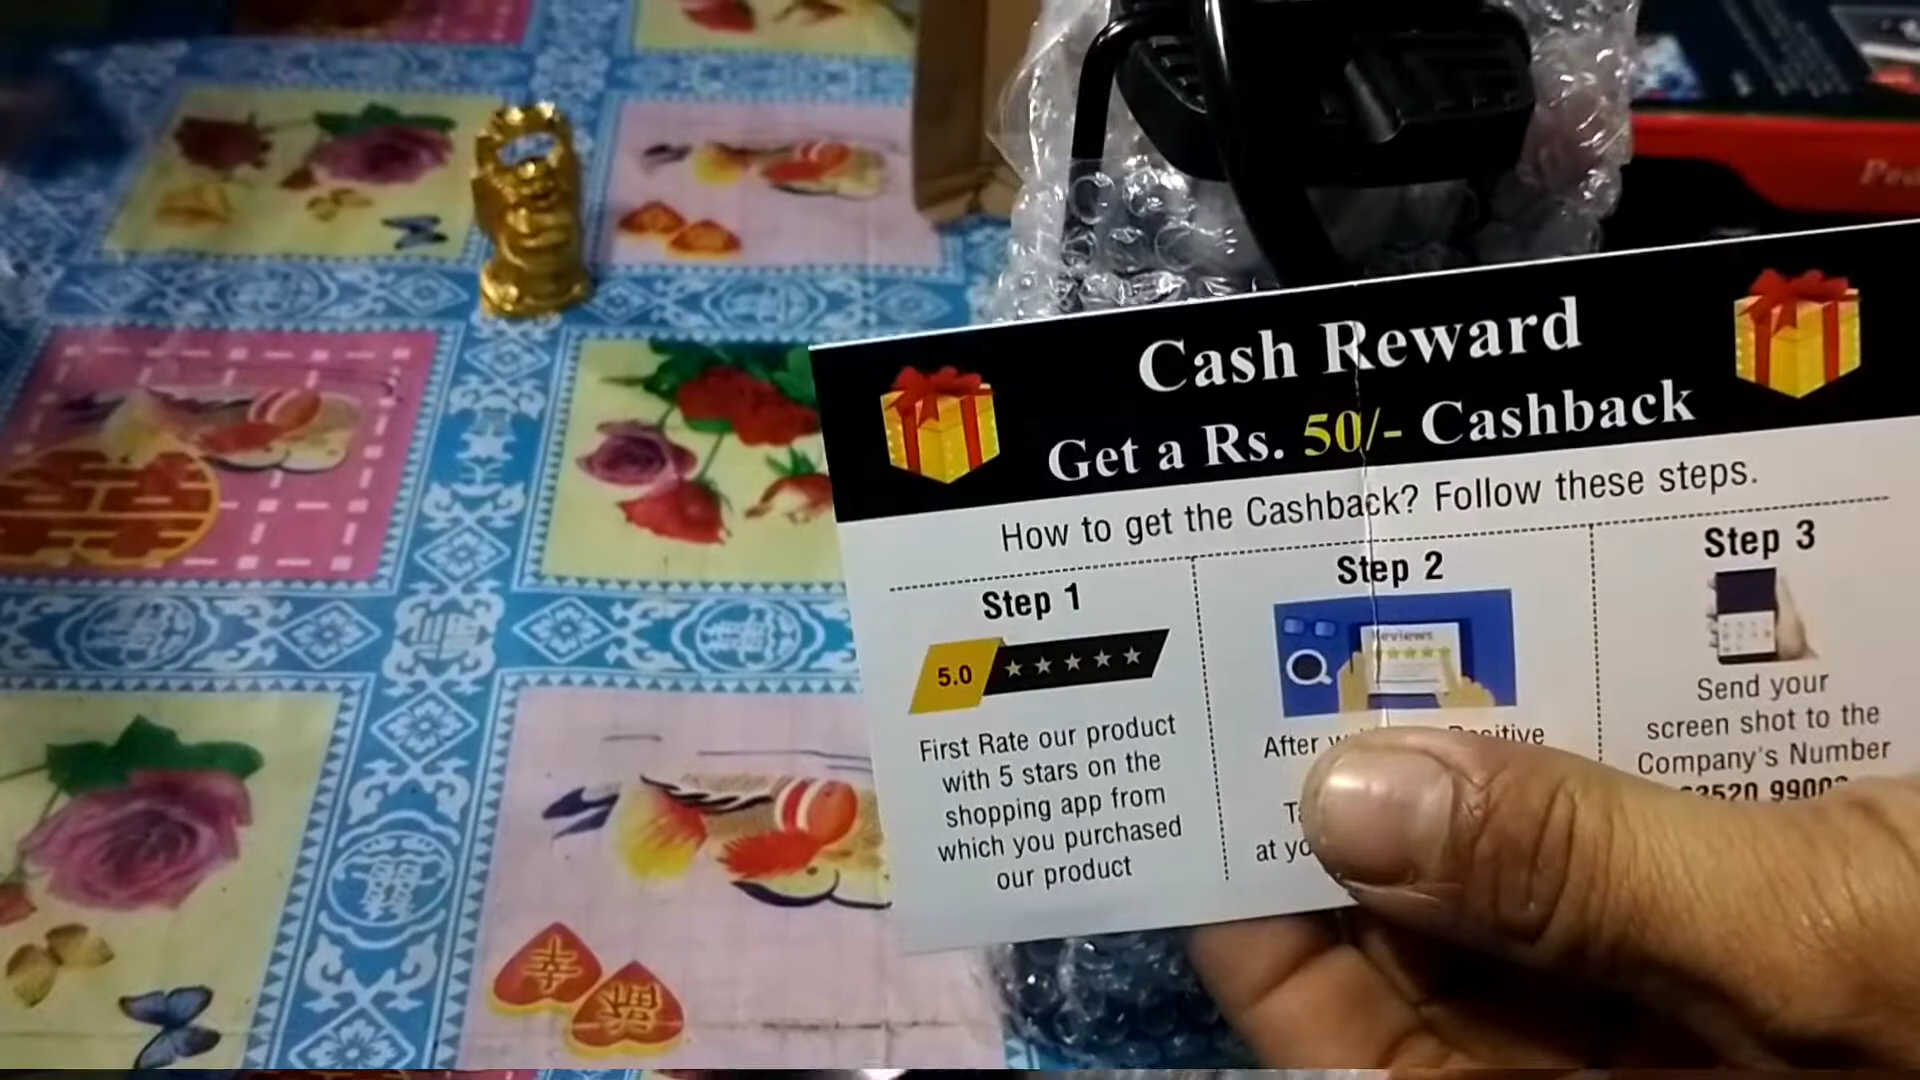 Cash Reward
Get a Rs. 50/- Cashback
How to get the Cashback? Follow these steps.
Step 1
5.0
First Rate our product
with 5 stars on the
shopping app from
which you purchased
our product
Step 2
Reviews
After
at
Step 3
Send your
screen shot to the
Company's Number